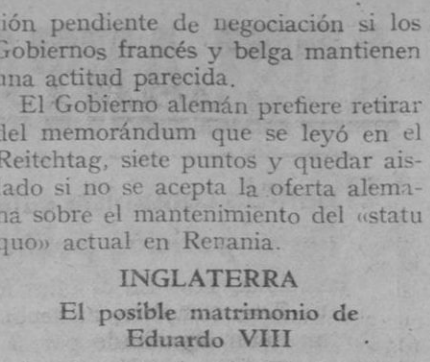 ión pendiente de negociación si los
Gobiernos francés y belga mantienen
una actitud parecida.
El Gobierno alemán prefiere retirar
del memorándum que se leyó en el
Reitchtag, siete puntos y quedar ais-
lado si no se acepta la oferta alema-
na sobre el mantenimiento del «statu
quo» actual en Renania.
INGLATERRA
El posible matrimonio de
Eduardo VIII